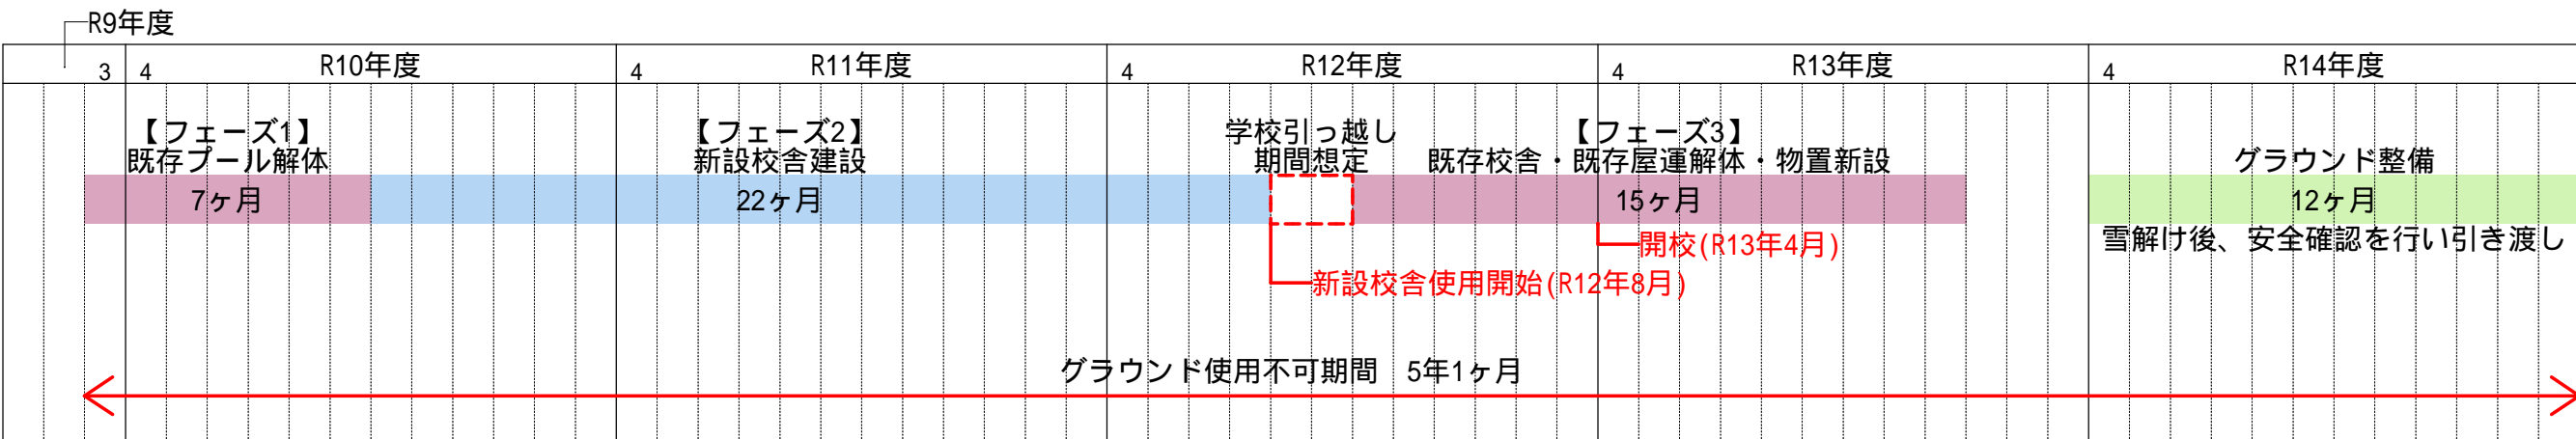 R9年度
3
4
R10年度
4
R11年度
4
R12年度
4
R13年度
4
R14年度
【フェーズ1】
既存プール解体
7ヶ月
【フェーズ2】
新設校舎建設
22ヶ月
学校引っ越し
期間想定
【フェーズ3】
既存校舎・既存屋運解体・物置新設
15ヶ月
グラウンド整備
12ヶ月
雪解け後、安全確認を行い引き渡し
開校(R13年4月)
新設校舎使用開始(R12年8月)
グラウンド使用不可期間　5年1ヶ月